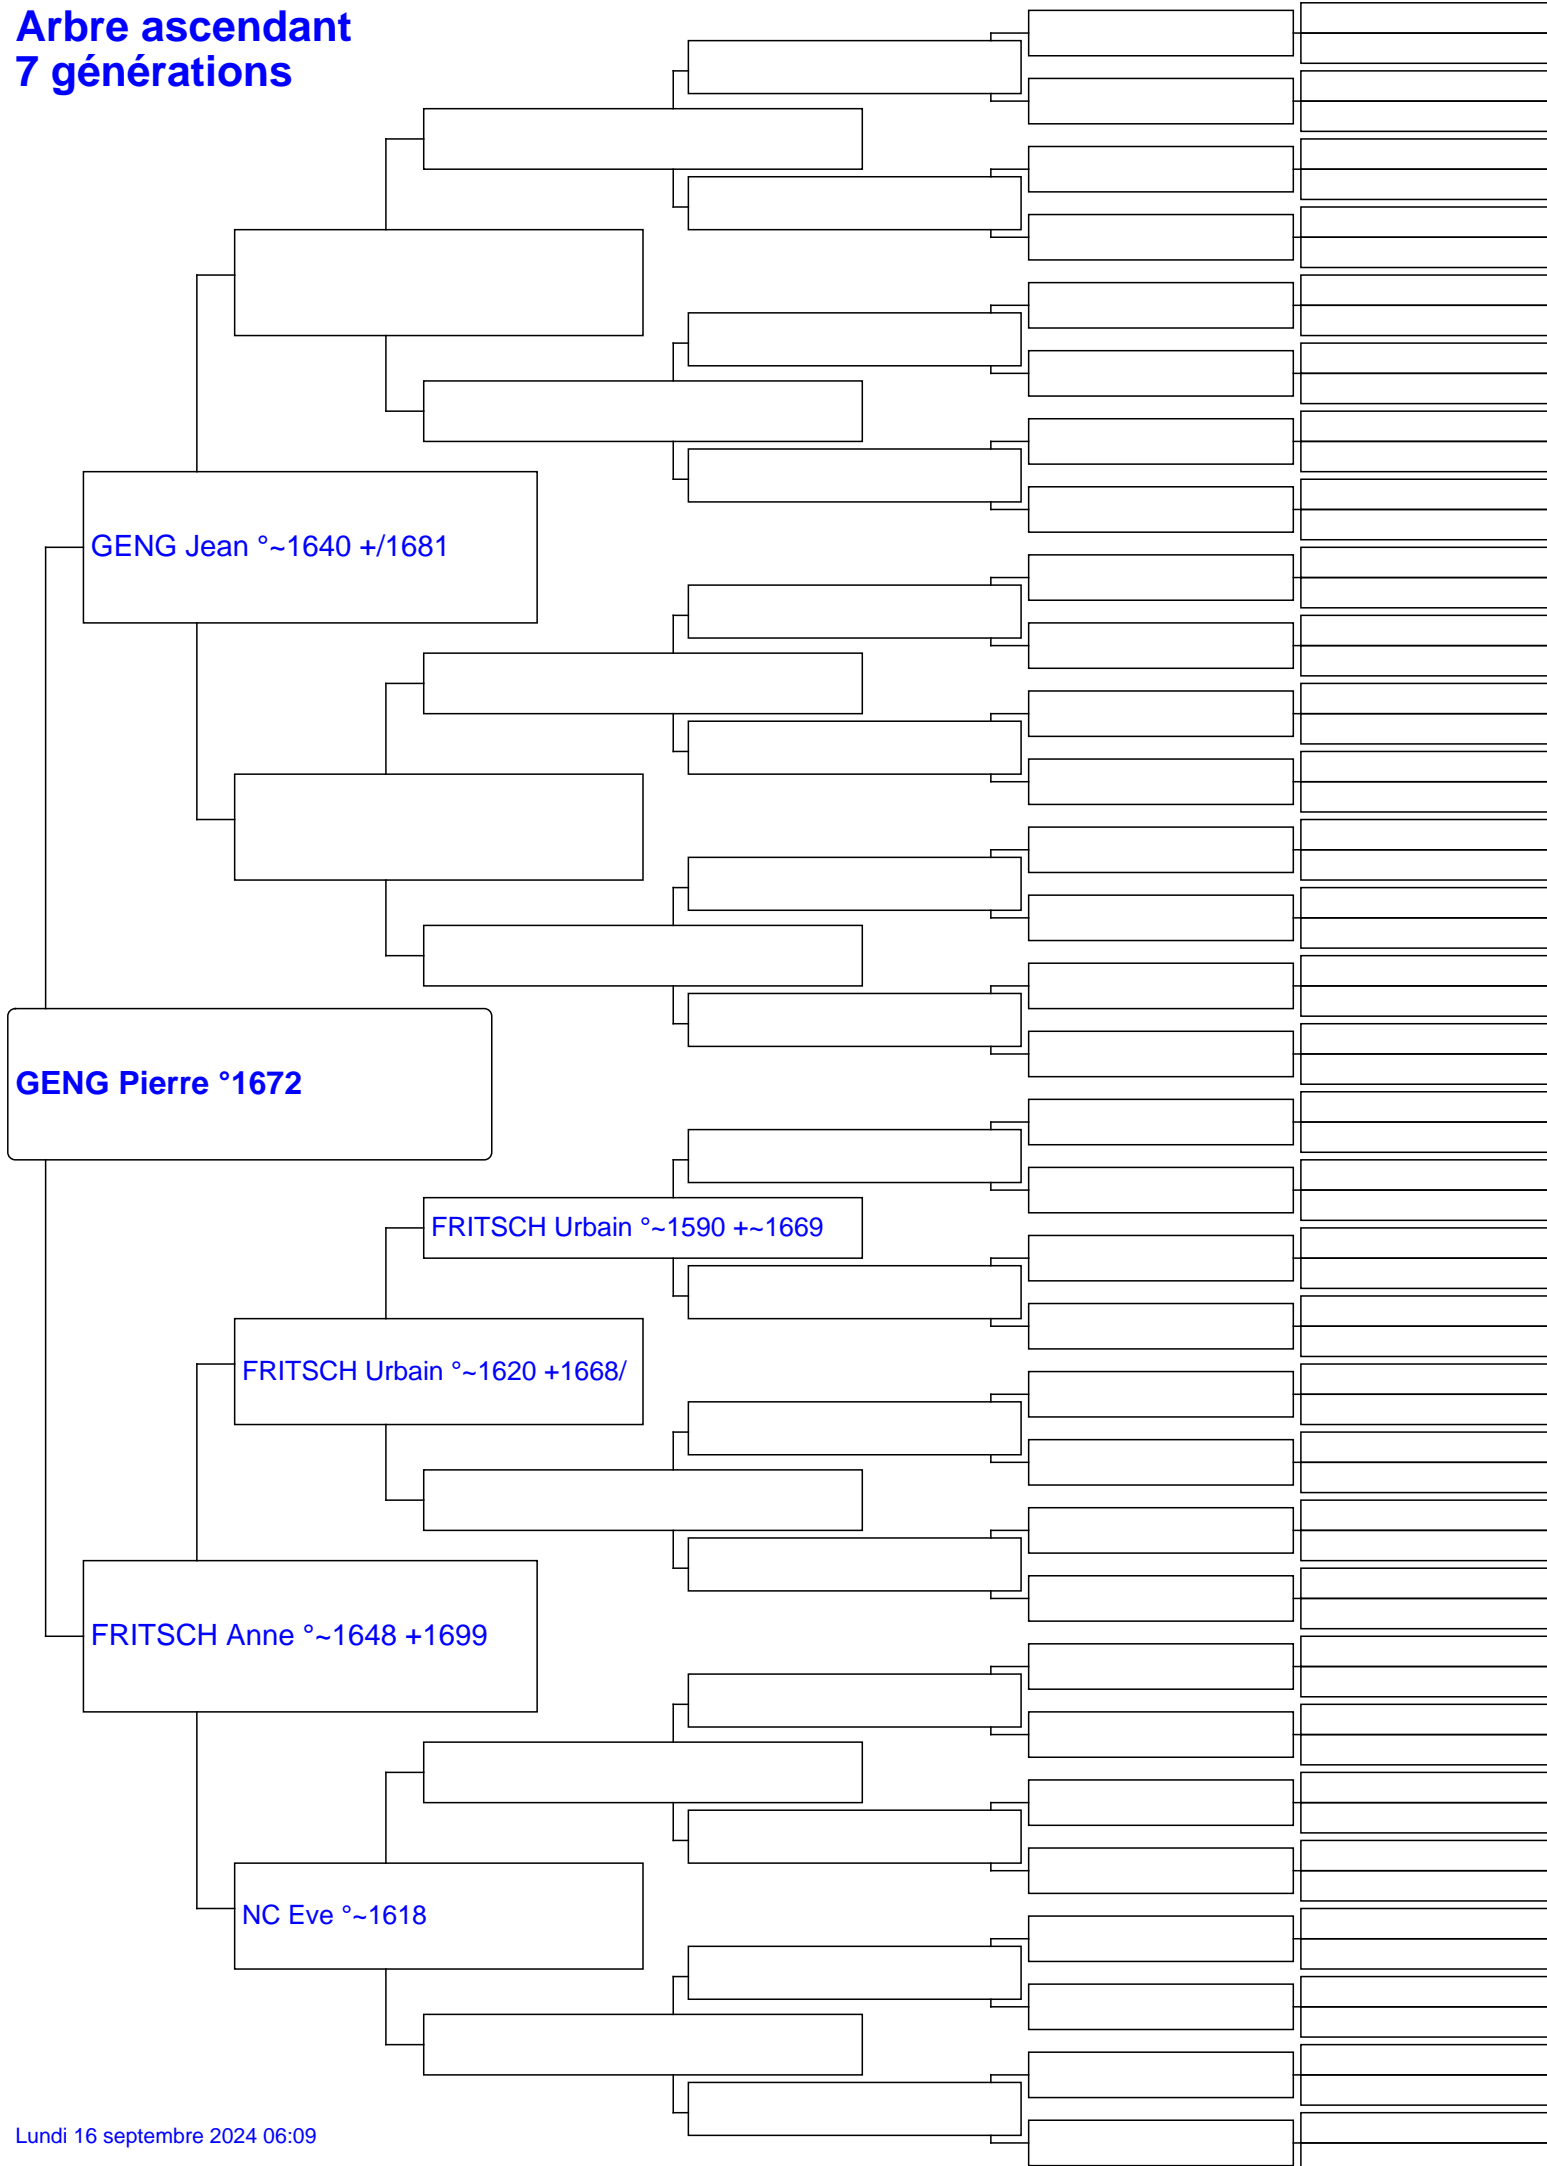 Arbre ascendant
7 générations
GENG Jean °~1640 +/1681
GENG Pierre °1672
FRITSCH Urbain °~1590 +~1669
FRITSCH Urbain °~1620 +1668/
FRITSCH Anne °~1648 +1699
NC Eve °~1618
Lundi 16 septembre 2024 06:09